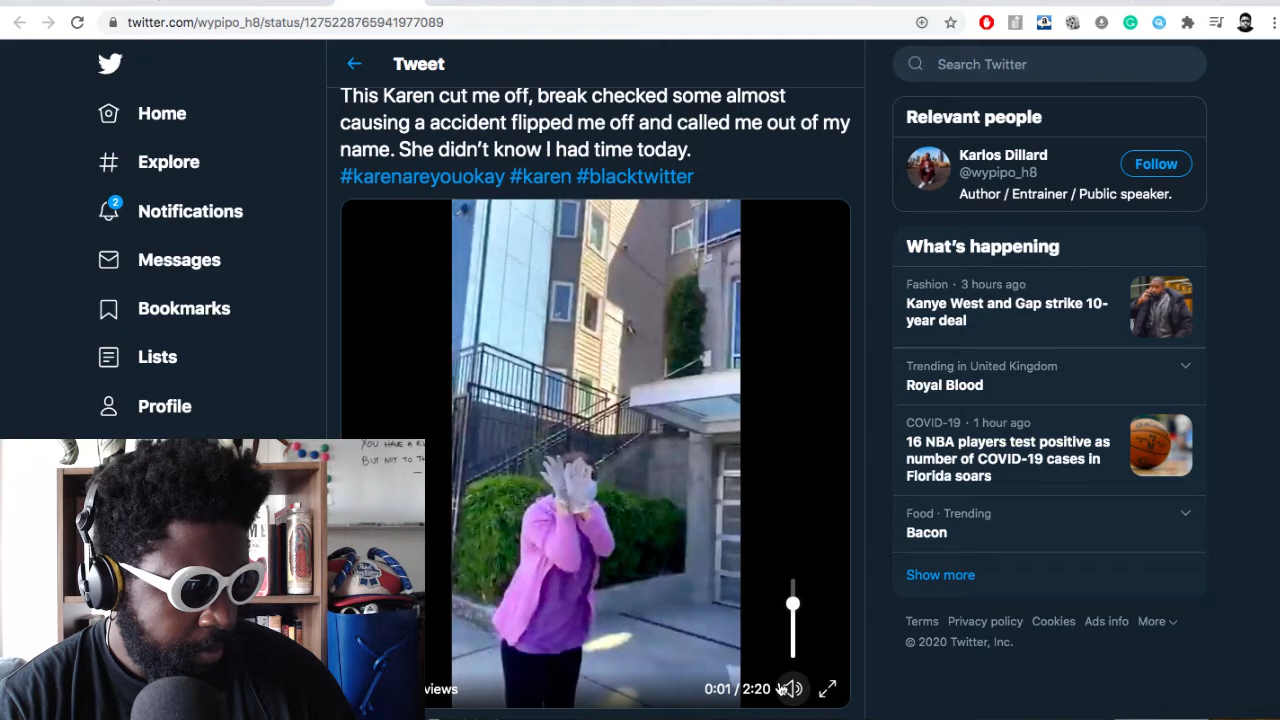 twitter.com/wypipo_h8/status/1275228765941977089
Home
Explore
2
Notifications
Messages
Bookmarks
Lists
Profile
Tweet
This Karen cut me off, break checked some almost
causing a accident flipped me off and called me out of my
name. She didn’t know I had time today.
#karenareyouokay #karen #blacktwitter
views
0:01 / 2:20
YOU HAVE A
BUT NOT TO TH
Search Twitter
Relevant people
Karlos Dillard
@wypipo_h8
Follow
Author / Entrainer / Public speaker.
What’s happening
Fashion · 3 hours ago
Kanye West and Gap strike 10-
year deal
Trending in United Kingdom
Royal Blood
COVID-19 · 1 hour ago
16 NBA players test positive as
number of COVID-19 cases in
Florida soars
Food · Trending
Bacon
Show more
Terms Privacy policy Cookies Ads info More
© 2020 Twitter, Inc.